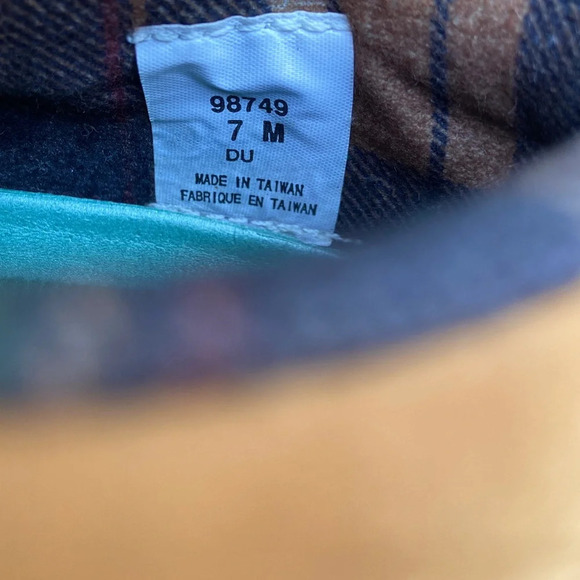 98749
7 M
DU
MADE IN TAIWAN
FABRIQUE EN TAIWAN